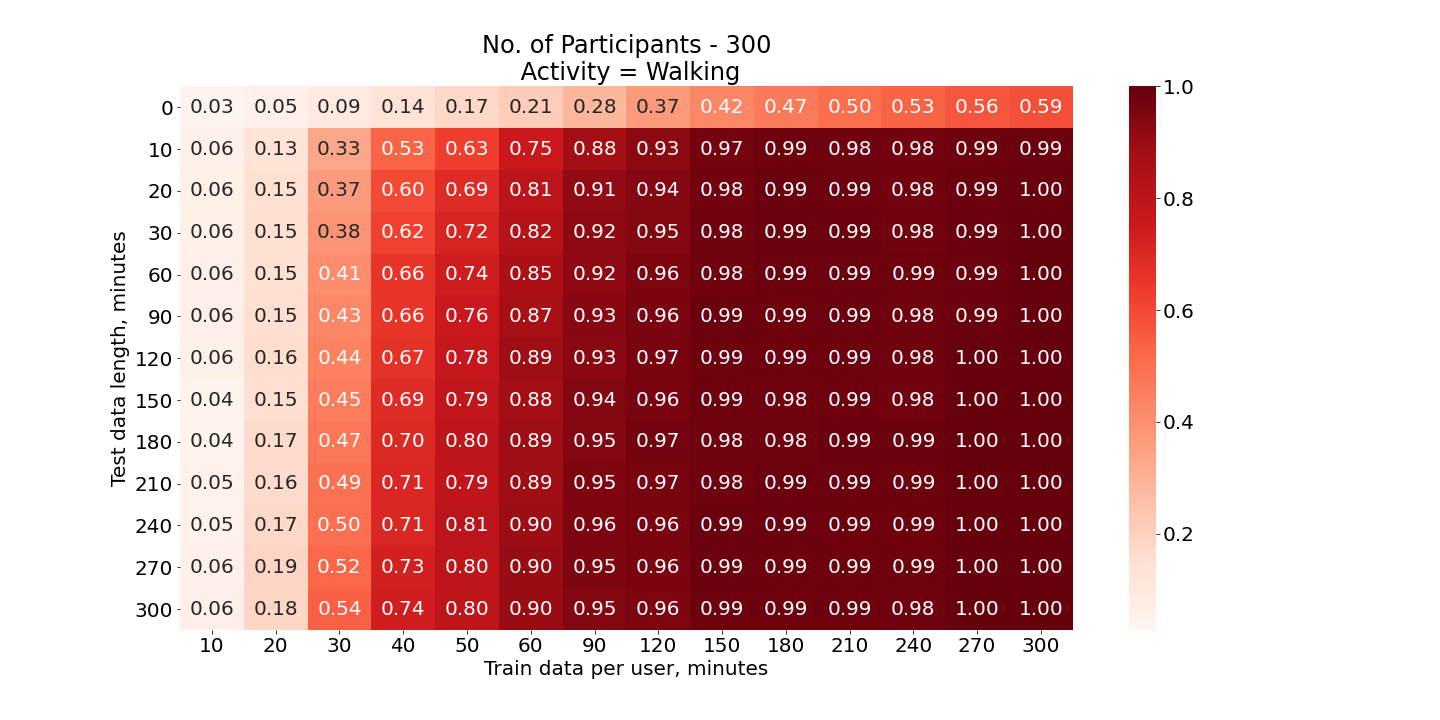 No. of Participants - 300
Activity = Walking
Test data length, minutes
0 0.03 0.05 0.09 0.14 0.17 0.21 0.28 0.37 0.42 0.47 0.50 0.53 0.56 0.59
10 0.06 0.13 0.33 0.53 0.63 0.75 0.88 0.93 0.97 0.99 0.98 0.98 0.99 0.99
20 0.06 0.15 0.37 0.60 0.69 0.81 0.91 0.94 0.98 0.99 0.99 0.98 0.99 1.00
30 0.06 0.15 0.38 0.62 0.72 0.82 0.92 0.95 0.98 0.99 0.99 0.98 0.99 1.00
60 0.06 0.15 0.41 0.66 0.74 0.85 0.92 0.96 0.98 0.99 0.99 0.99 0.99 1.00
90 0.06 0.15 0.43 0.66 0.76 0.87 0.93 0.96 0.99 0.99 0.99 0.98 0.99 1.00
120 0.06 0.16 0.44 0.67 0.78 0.89 0.93 0.97 0.99 0.99 0.99 0.98 1.00 1.00
150 0.04 0.15 0.45 0.69 0.79 0.88 0.94 0.96 0.99 0.98 0.99 0.98 1.00 1.00
180 0.04 0.17 0.47 0.70 0.80 0.89 0.95 0.97 0.98 0.98 0.99 0.99 1.00 1.00
210 0.05 0.16 0.49 0.71 0.79 0.89 0.95 0.97 0.98 0.99 0.99 0.99 1.00 1.00
240 0.05 0.17 0.50 0.71 0.81 0.90 0.96 0.96 0.99 0.99 0.99 0.99 1.00 1.00
270 0.06 0.19 0.52 0.73 0.80 0.90 0.95 0.96 0.99 0.99 0.99 0.99 1.00 1.00
300 0.06 0.18 0.54 0.74 0.80 0.90 0.95 0.96 0.99 0.99 0.99 0.98 1.00 1.00
10 20 30 40 50 60 90 120 150 180 210 240 270 300
Train data per user, minutes
1.0
0.8
0.6
0.4
0.2